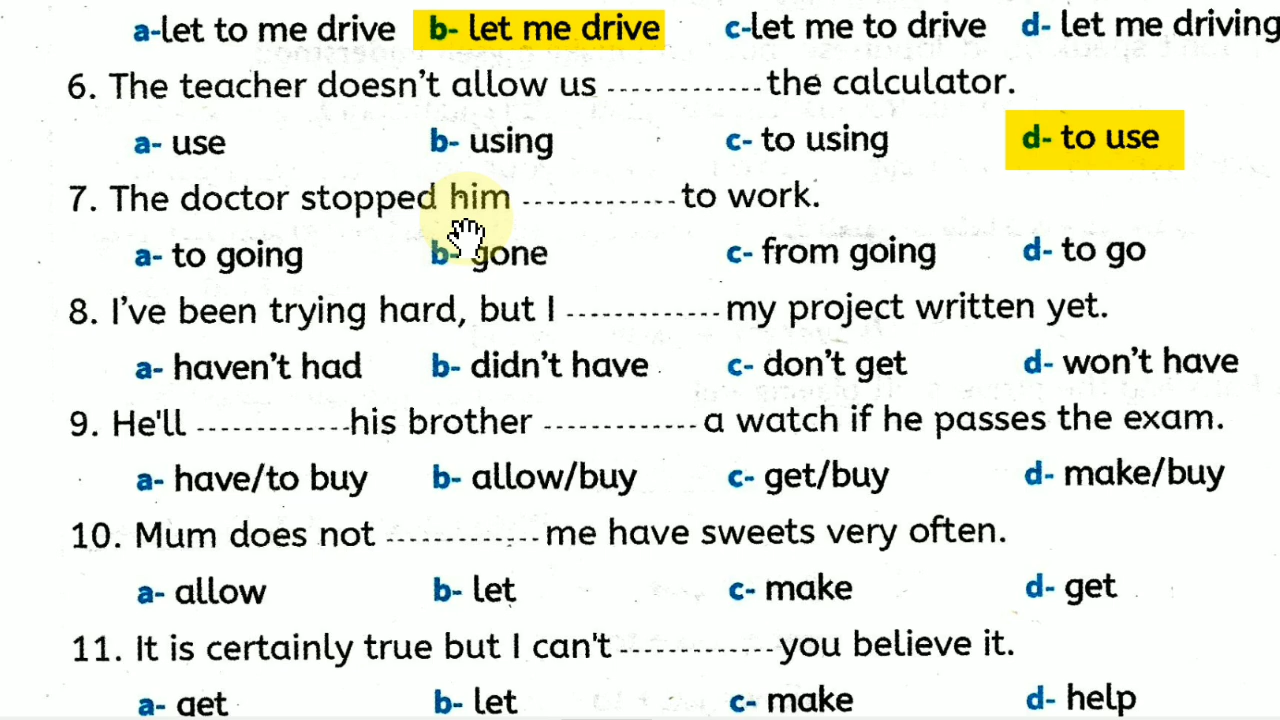 a-let to me drive b- let me drive c-let me to drive d- let me driving
6. The teacher doesn't allow us -------------- the calculator.
a- use b- using c- to using d- to use
7. The doctor stopped him -------------- to work.
a- to going b- gone c- from going d- to go
8. I've been trying hard, but I -------------- my project written yet.
a- haven't had b- didn't have c- don't get d- won't have
9. He'll --------------his brother -------------- a watch if he passes the exam.
a- have/to buy b- allow/buy c- get/buy d- make/buy
10. Mum does not -------------- me have sweets very often.
a- allow b- let c- make d- get
11. It is certainly true but I can't --------------you believe it.
a- get b- let c- make d- help